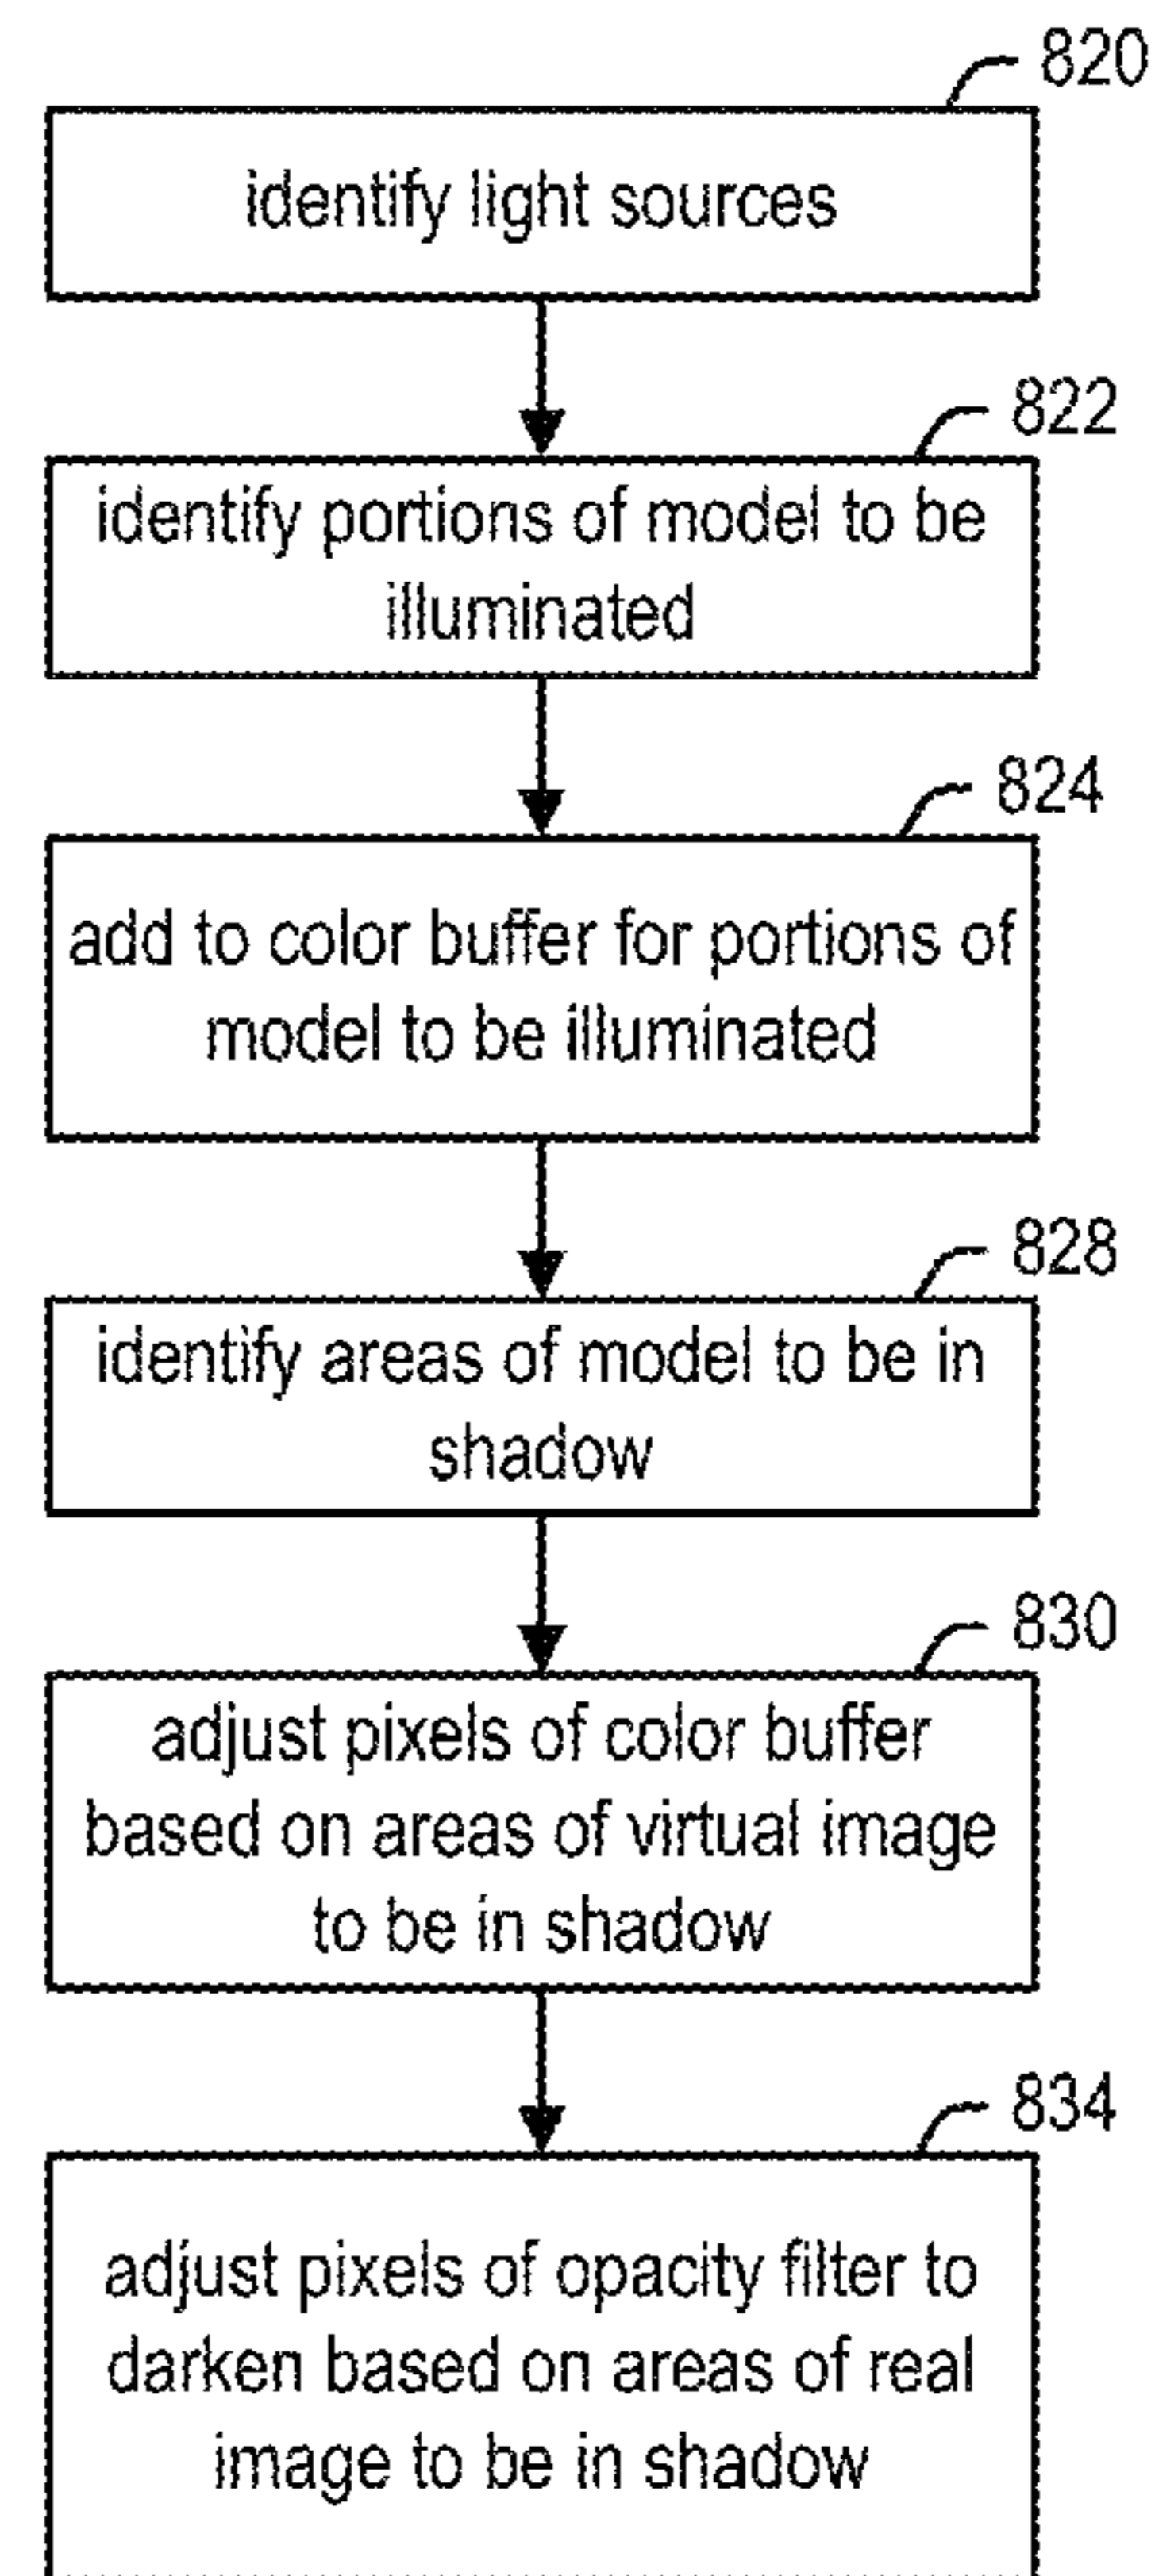 820
identify light sources
822
identify portions of model to be
illuminated
824
add to color buffer for portions of
model to be illuminated
828
identify areas of model to be in
shadow
830
adjust pixels of color buffer
based on areas of virtual image
to be in shadow
834
adjust pixels of opacity filter to
darken based on areas of real
image to be in shadow